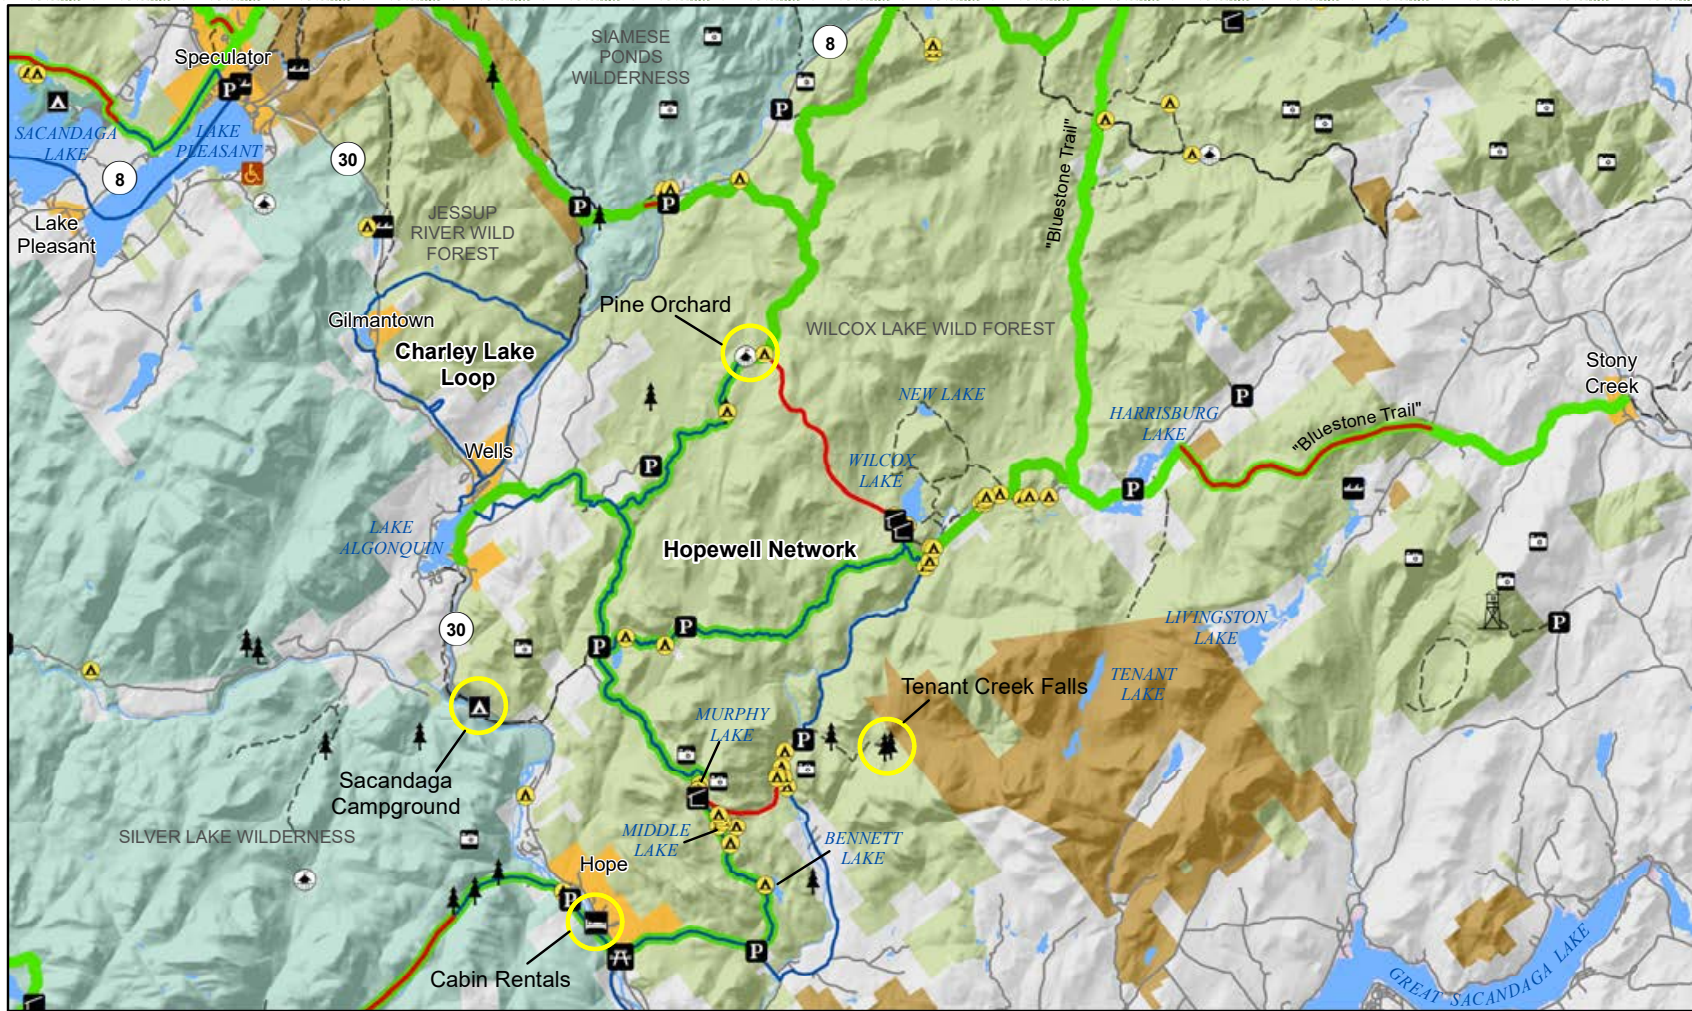 Speculator
SIAMESE
PONDS
WILDERNESS
8
P
P
SACANDAGA
LAKE
LAKE
PLEASANT
30
8
"Bluestone Trail"
Lake
Pleasant
JESSUP
RIVER WILD
FOREST
P
P
Pine Orchard
WILCOX LAKE WILD FOREST
Gilmantown
Charley Lake
Loop
Stony
Creek
NEW LAKE
P
HARRISBURG
LAKE
"Bluestone Trail"
Wells
P
WILCOX
LAKE
P
LAKE
ALGONQUIN
Hopewell Network
30
P
P
P
LIVINGSTON
LAKE
TENANT
LAKE
Tenant Creek Falls
MURPHY
LAKE
P
Sacandaga
Campground
SILVER LAKE WILDERNESS
MIDDLE
LAKE
BENNETT
LAKE
Hope
P
P
Cabin Rentals
GREAT SACANDAGA LAKE